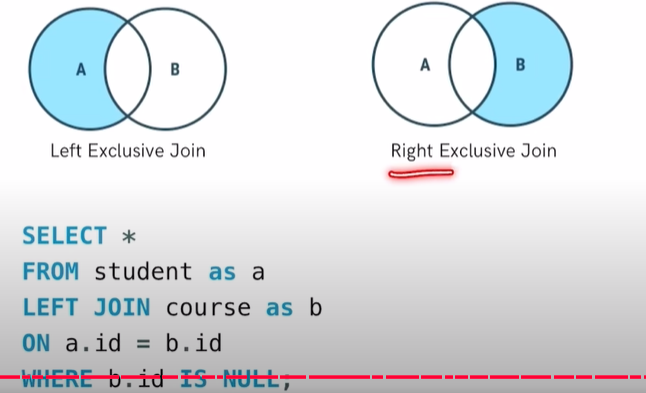 A B
A B
Left Exclusive Join
Right Exclusive Join
SELECT *
FROM student as a
LEFT JOIN course as b
ON a.id = b.id
WHERE b.id IS NULL;